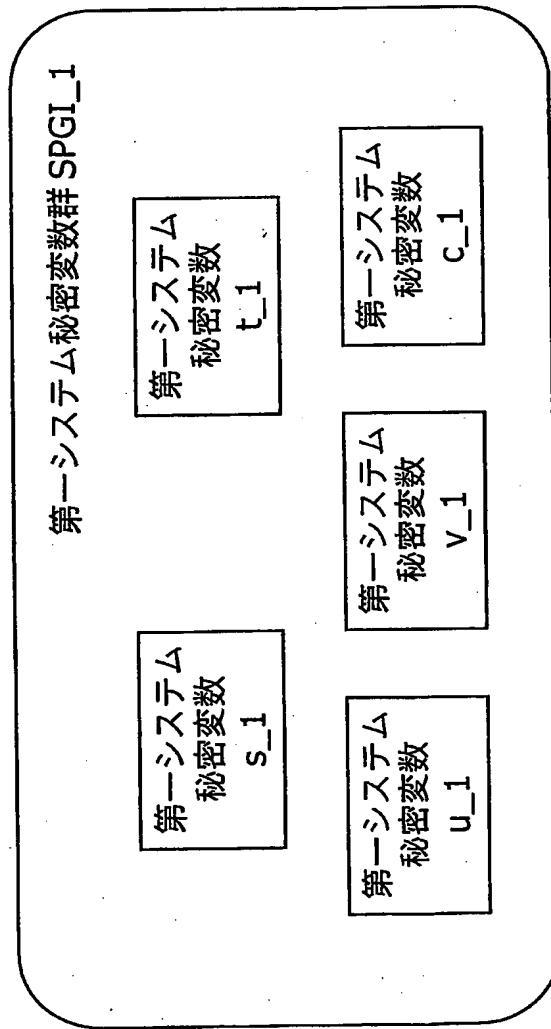 第一システム秘密変数群 SPGI_1
第一システム
秘密変数
s_1
第一システム
秘密変数
t_1
第一システム
秘密変数
u_1
第一システム
秘密変数
v_1
第一システム
秘密変数
c_1